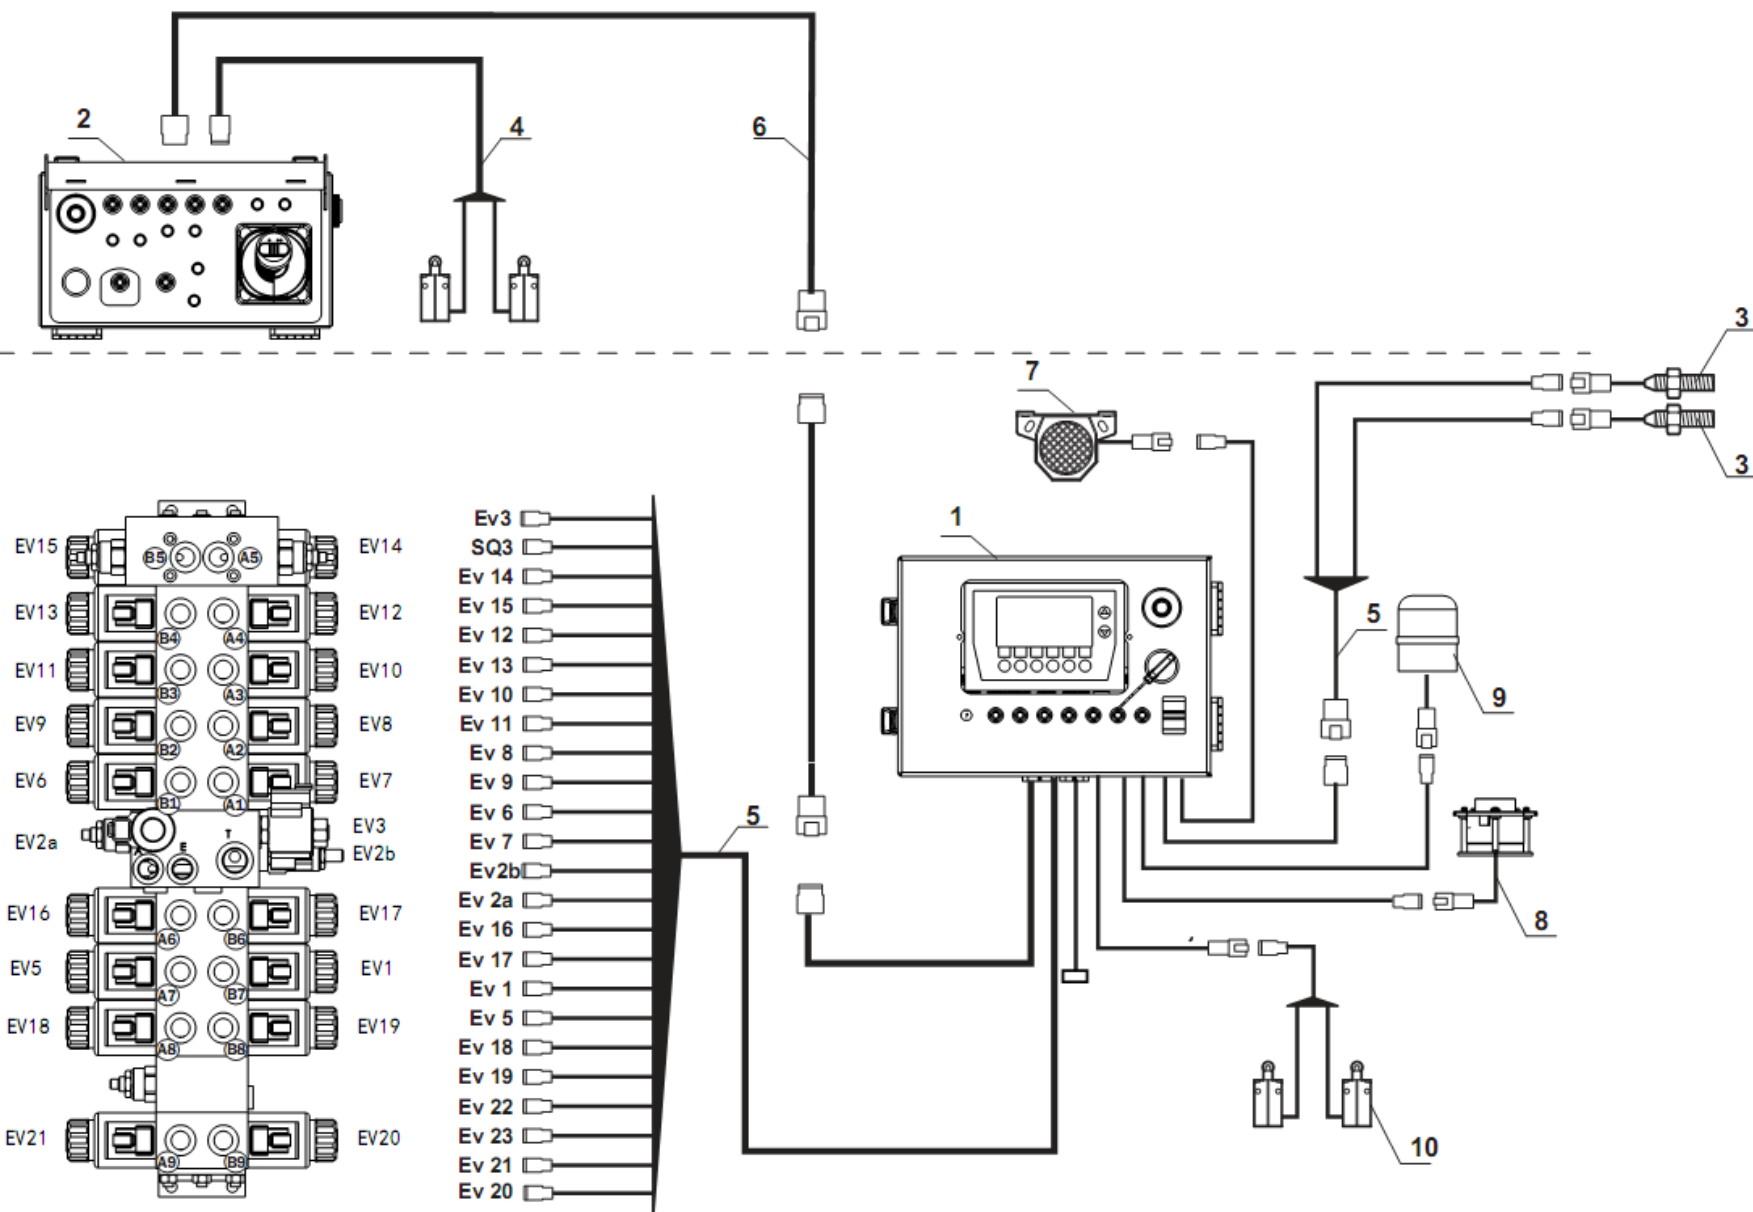 2
4
6
3
7
3
1
5
9
8
10
5
EV15
B5
A5
EV14
EV13
B4
A4
EV12
EV11
B3
A3
EV10
EV9
B2
A2
EV8
EV6
B1
A1
EV7
EV2a
E
T
EV3
EV2b
EV16
A6
B6
EV17
EV5
A7
B7
EV1
EV18
A8
B8
EV19
EV21
A9
B9
EV20
Ev3
SQ3
Ev 14
Ev 15
Ev 12
Ev 13
Ev 10
Ev 11
Ev 8
Ev 9
Ev 6
Ev 7
Ev2b
Ev 2a
Ev 16
Ev 17
Ev 1
Ev 5
Ev 18
Ev 19
Ev 22
Ev 23
Ev 21
Ev 20